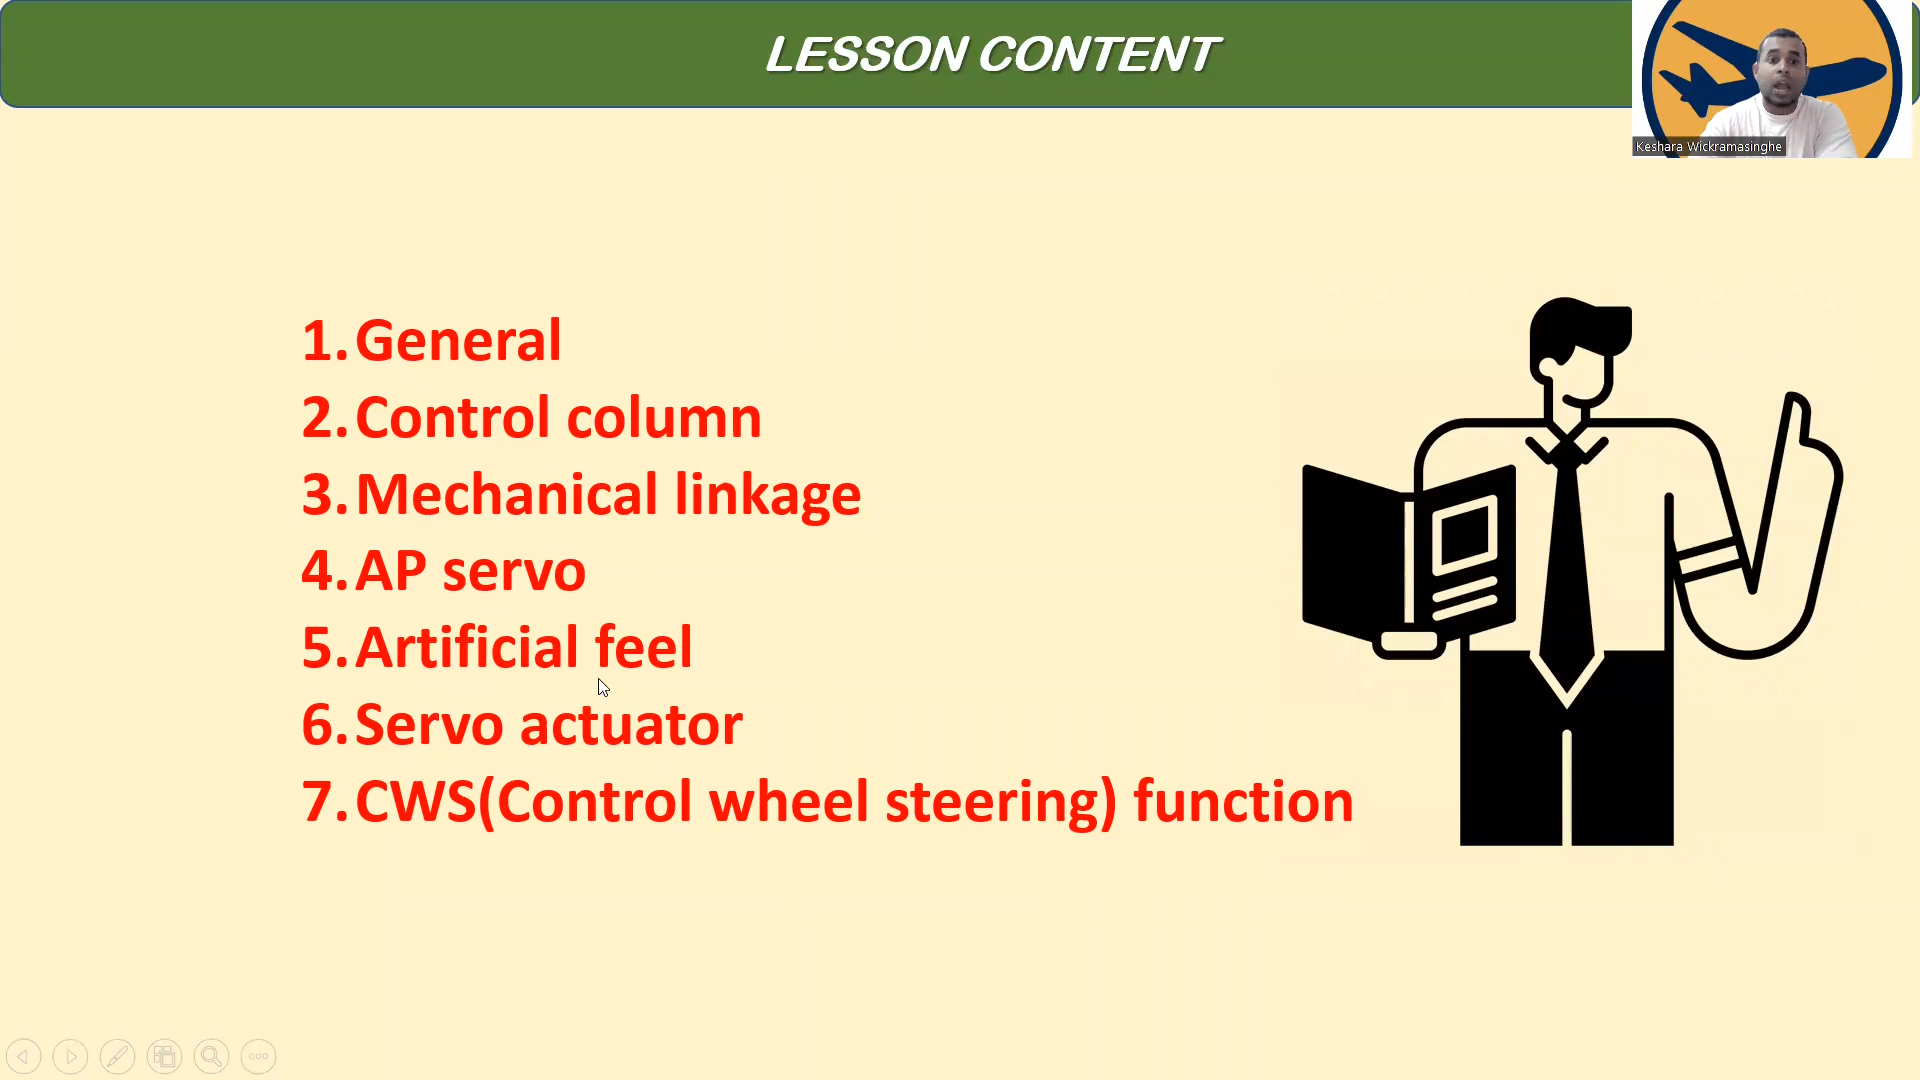 LESSON CONTENT
Keshara Wickramasinghe
1. General
2. Control column
3. Mechanical linkage
4. AP servo
5. Artificial feel
6. Servo actuator
7. CWS(Control wheel steering) function